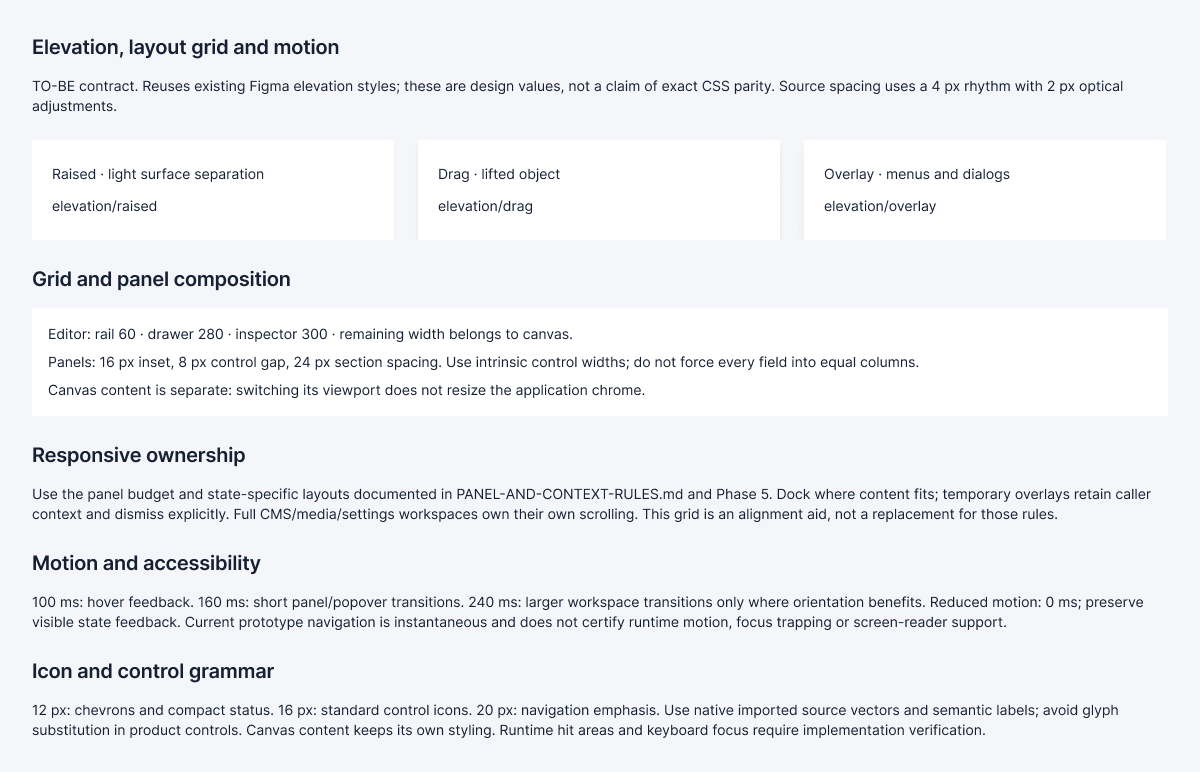 Elevation, layout grid and motion
TO-BE contract. Reuses existing Figma elevation styles; these are design values, not a claim of exact CSS parity. Source spacing uses a 4 px rhythm with 2 px optical
adjustments.
Raised · light surface separation
elevation/raised
Drag · lifted object
elevation/drag
Overlay · menus and dialogs
elevation/overlay
Grid and panel composition
Editor: rail 60 · drawer 280 · inspector 300 · remaining width belongs to canvas.
Panels: 16 px inset, 8 px control gap, 24 px section spacing. Use intrinsic control widths; do not force every field into equal columns.
Canvas content is separate: switching its viewport does not resize the application chrome.
Responsive ownership
Use the panel budget and state-specific layouts documented in PANEL-AND-CONTEXT-RULES.md and Phase 5. Dock where content fits; temporary overlays retain caller
context and dismiss explicitly. Full CMS/media/settings workspaces own their own scrolling. This grid is an alignment aid, not a replacement for those rules.
Motion and accessibility
100 ms: hover feedback. 160 ms: short panel/popover transitions. 240 ms: larger workspace transitions only where orientation benefits. Reduced motion: 0 ms; preserve
visible state feedback. Current prototype navigation is instantaneous and does not certify runtime motion, focus trapping or screen-reader support.
Icon and control grammar
12 px: chevrons and compact status. 16 px: standard control icons. 20 px: navigation emphasis. Use native imported source vectors and semantic labels; avoid glyph
substitution in product controls. Canvas content keeps its own styling. Runtime hit areas and keyboard focus require implementation verification.